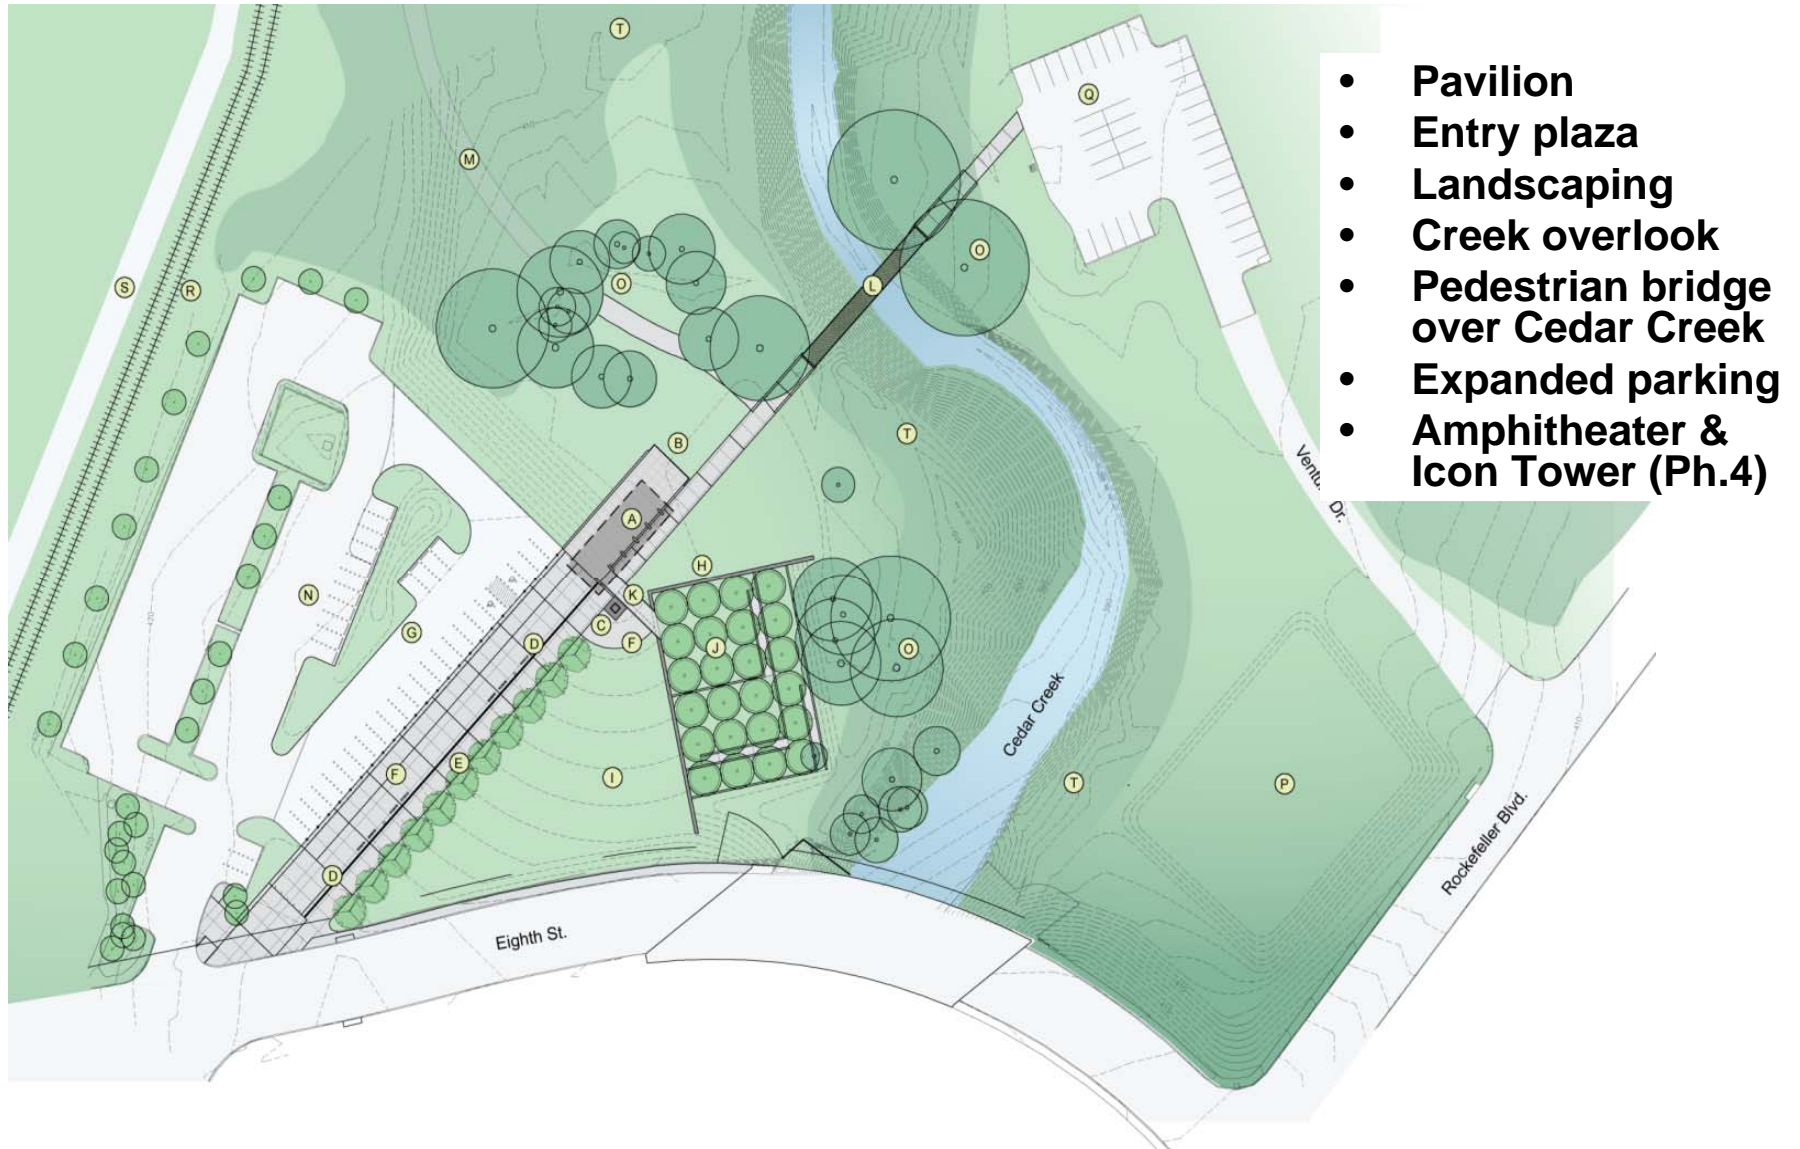 • Pavilion
• Entry plaza
• Landscaping
• Creek overlook
• Pedestrian bridge
over Cedar Creek
• Expanded parking
• Amphitheater &
Icon Tower (Ph.4)
T
Q
M
O
O
S
R
L
B
T
A
H
N
K
G
C
D
F
J
O
F
E
I
T
P
D
Dr.
Cedar Creek
Rockefeller Blvd.
Eighth St.